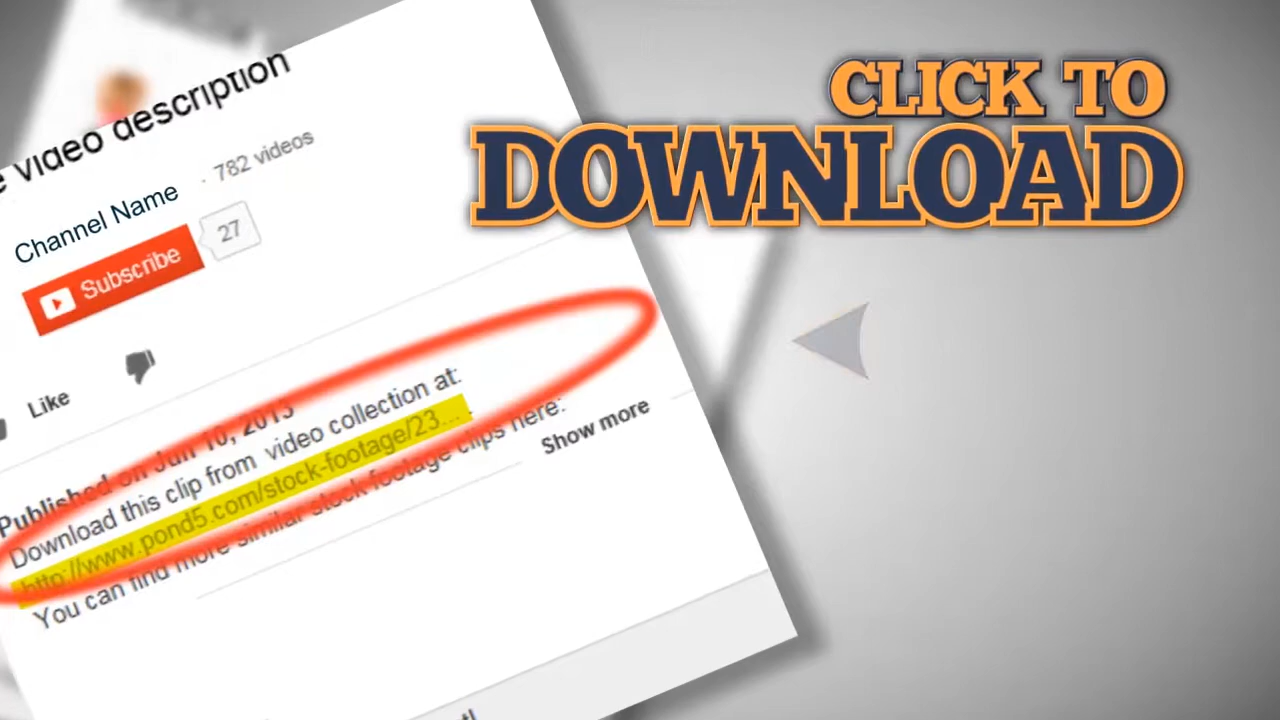 CLICK TO
DOWNLOAD
video description
Channel Name · 782 videos
Subscribe 27
Like
Published on Jun 10, 2013
Download this clip from video collection at:
http://www.pond5.com/stock-footage/23... .
You can find more similar stock footage clips here:
Show more